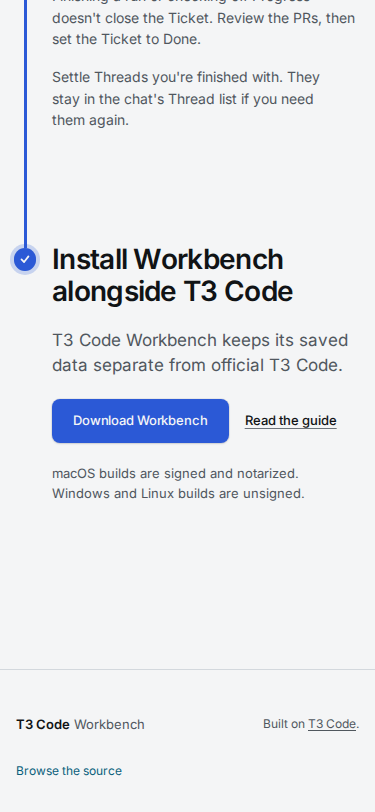 doesn't close the Ticket. Review the PRs, then
set the Ticket to Done.
Settle Threads you're finished with. They
stay in the chat's Thread list if you need
them again.
Install Workbench
alongside T3 Code
T3 Code Workbench keeps its saved
data separate from official T3 Code.
Download Workbench
Read the guide
macOS builds are signed and notarized.
Windows and Linux builds are unsigned.
T3 Code Workbench
Built on T3 Code.
Browse the source